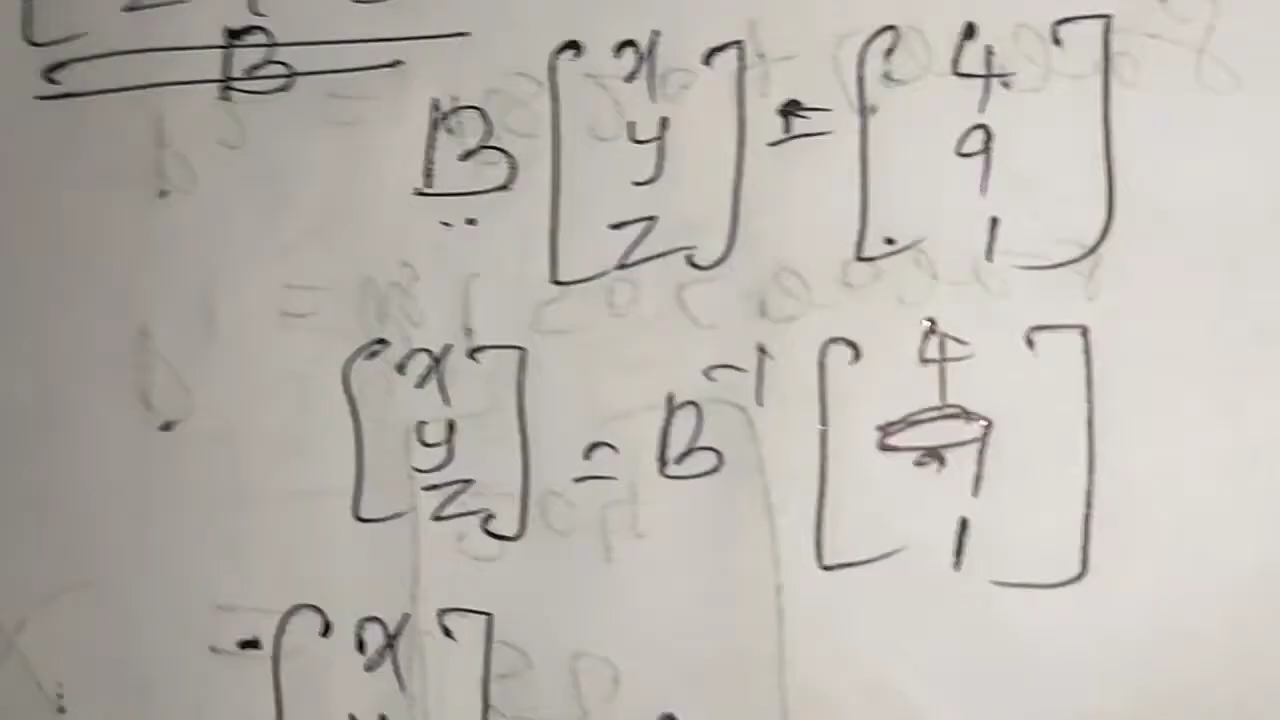 B
B [x y z] = [4 9 1]
[x y z] = B⁻¹ [4 9 1]
[x